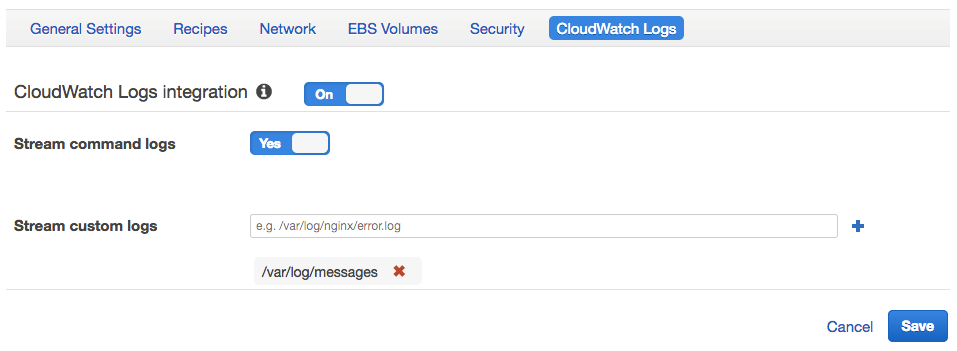 General Settings Recipes Network EBS Volumes Security CloudWatch Logs
CloudWatch Logs integration On
Stream command logs Yes
Stream custom logs e.g. /var/log/nginx/error.log
/var/log/messages
Cancel Save